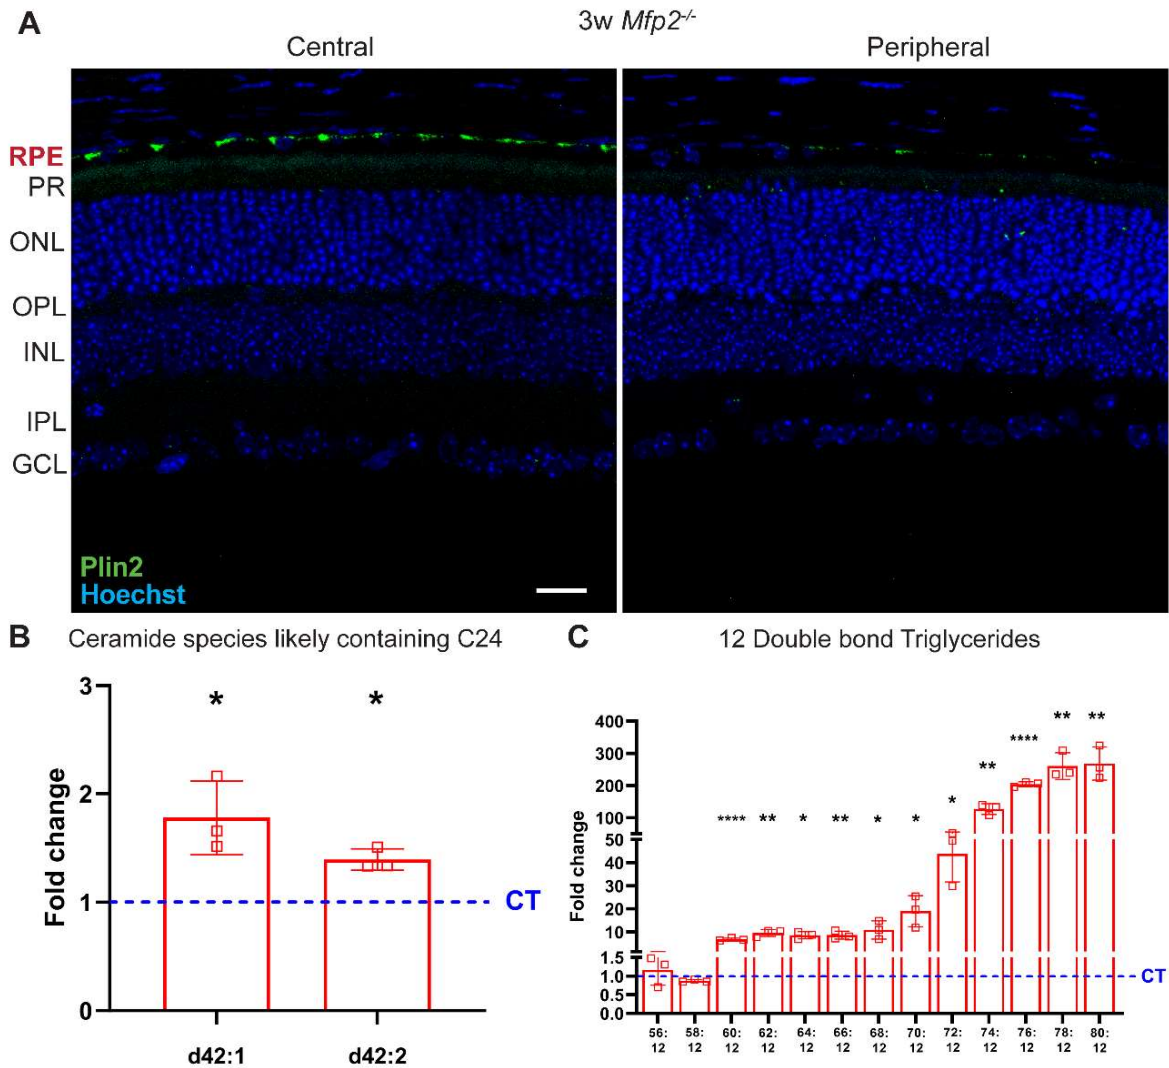 A
3w Mfp2-/-
Central
Peripheral
RPE
PR
ONL
OPL
INL
IPL
GCL
Plin2
Hoechst
B Ceramide species likely containing C24
3
2
1
0
Fold change
*
*
CT
d42:1
d42:2
C 12 Double bond Triglycerides
400
300
200
100
50
40
30
20
10
1.5
1.0
0.5
0.0
Fold change
****
**
*
**
*
*
*
**
****
**
**
CT
56: 58: 60: 62: 64: 66: 68: 70: 72: 74: 76: 78: 80:
12 12 12 12 12 12 12 12 12 12 12 12 12